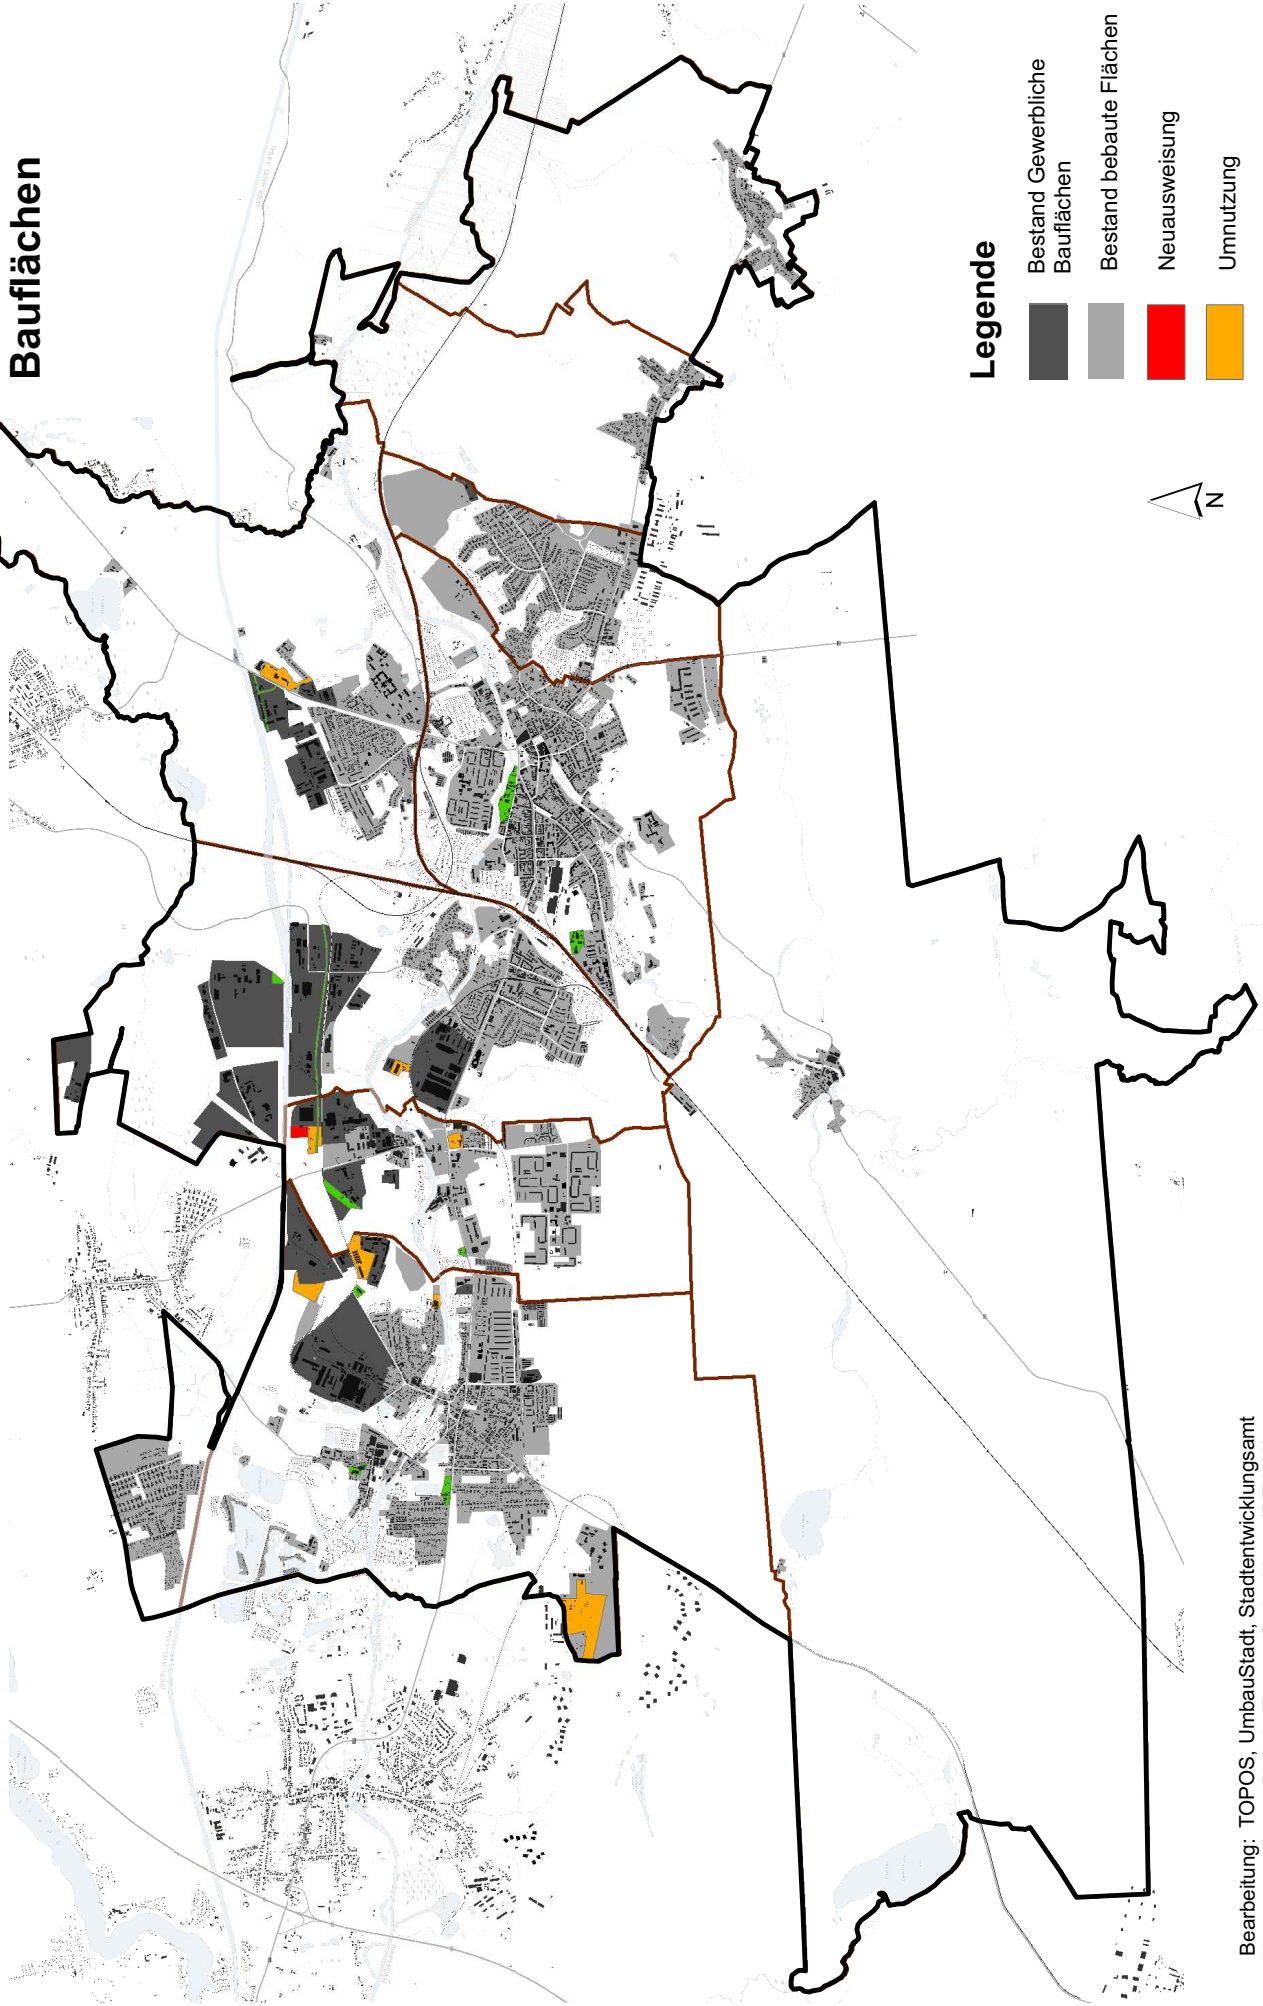 Bauflächen
Legende
Bestand Gewerbliche
Bauflächen
Bestand bebaute Flächen
Neuausweisung
Umnutzung
N
Bearbeitung: TOPOS, UmbauStadt, Stadtentwicklungsamt